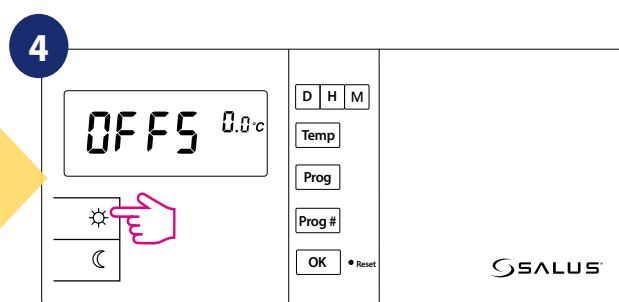 4
OFFS 0.0°c
D H M
Temp
Prog
Prog #
OK
Reset
SALUS